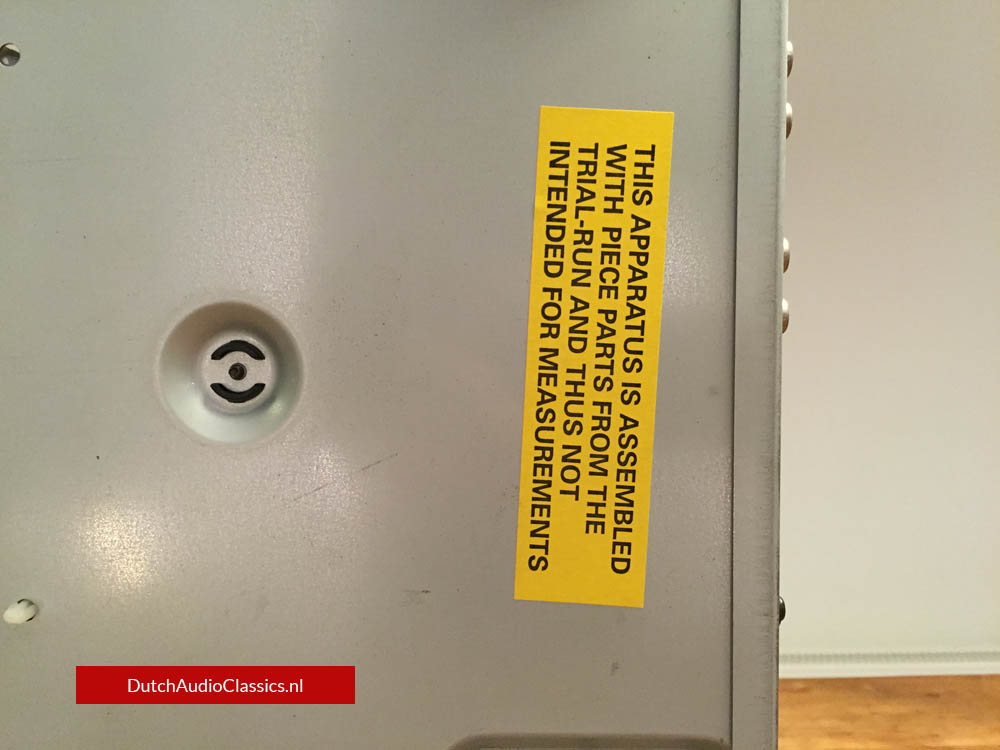 THIS APPARATUS IS ASSEMBLED
WITH PIECE PARTS FROM THE
TRIAL-RUN AND THUS NOT
INTENDED FOR MEASUREMENTS
DutchAudioClassics.nl